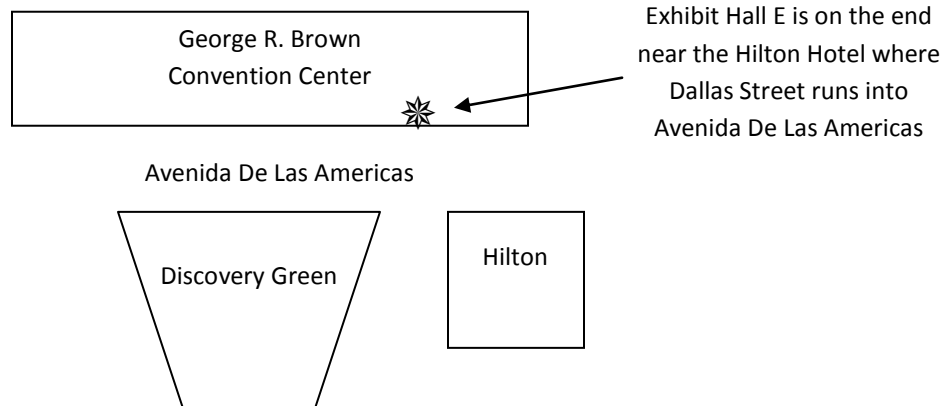 George R. Brown
Convention Center
Exhibit Hall E is on the end
near the Hilton Hotel where
Dallas Street runs into
Avenida De Las Americas
Avenida De Las Americas
Discovery Green
Hilton